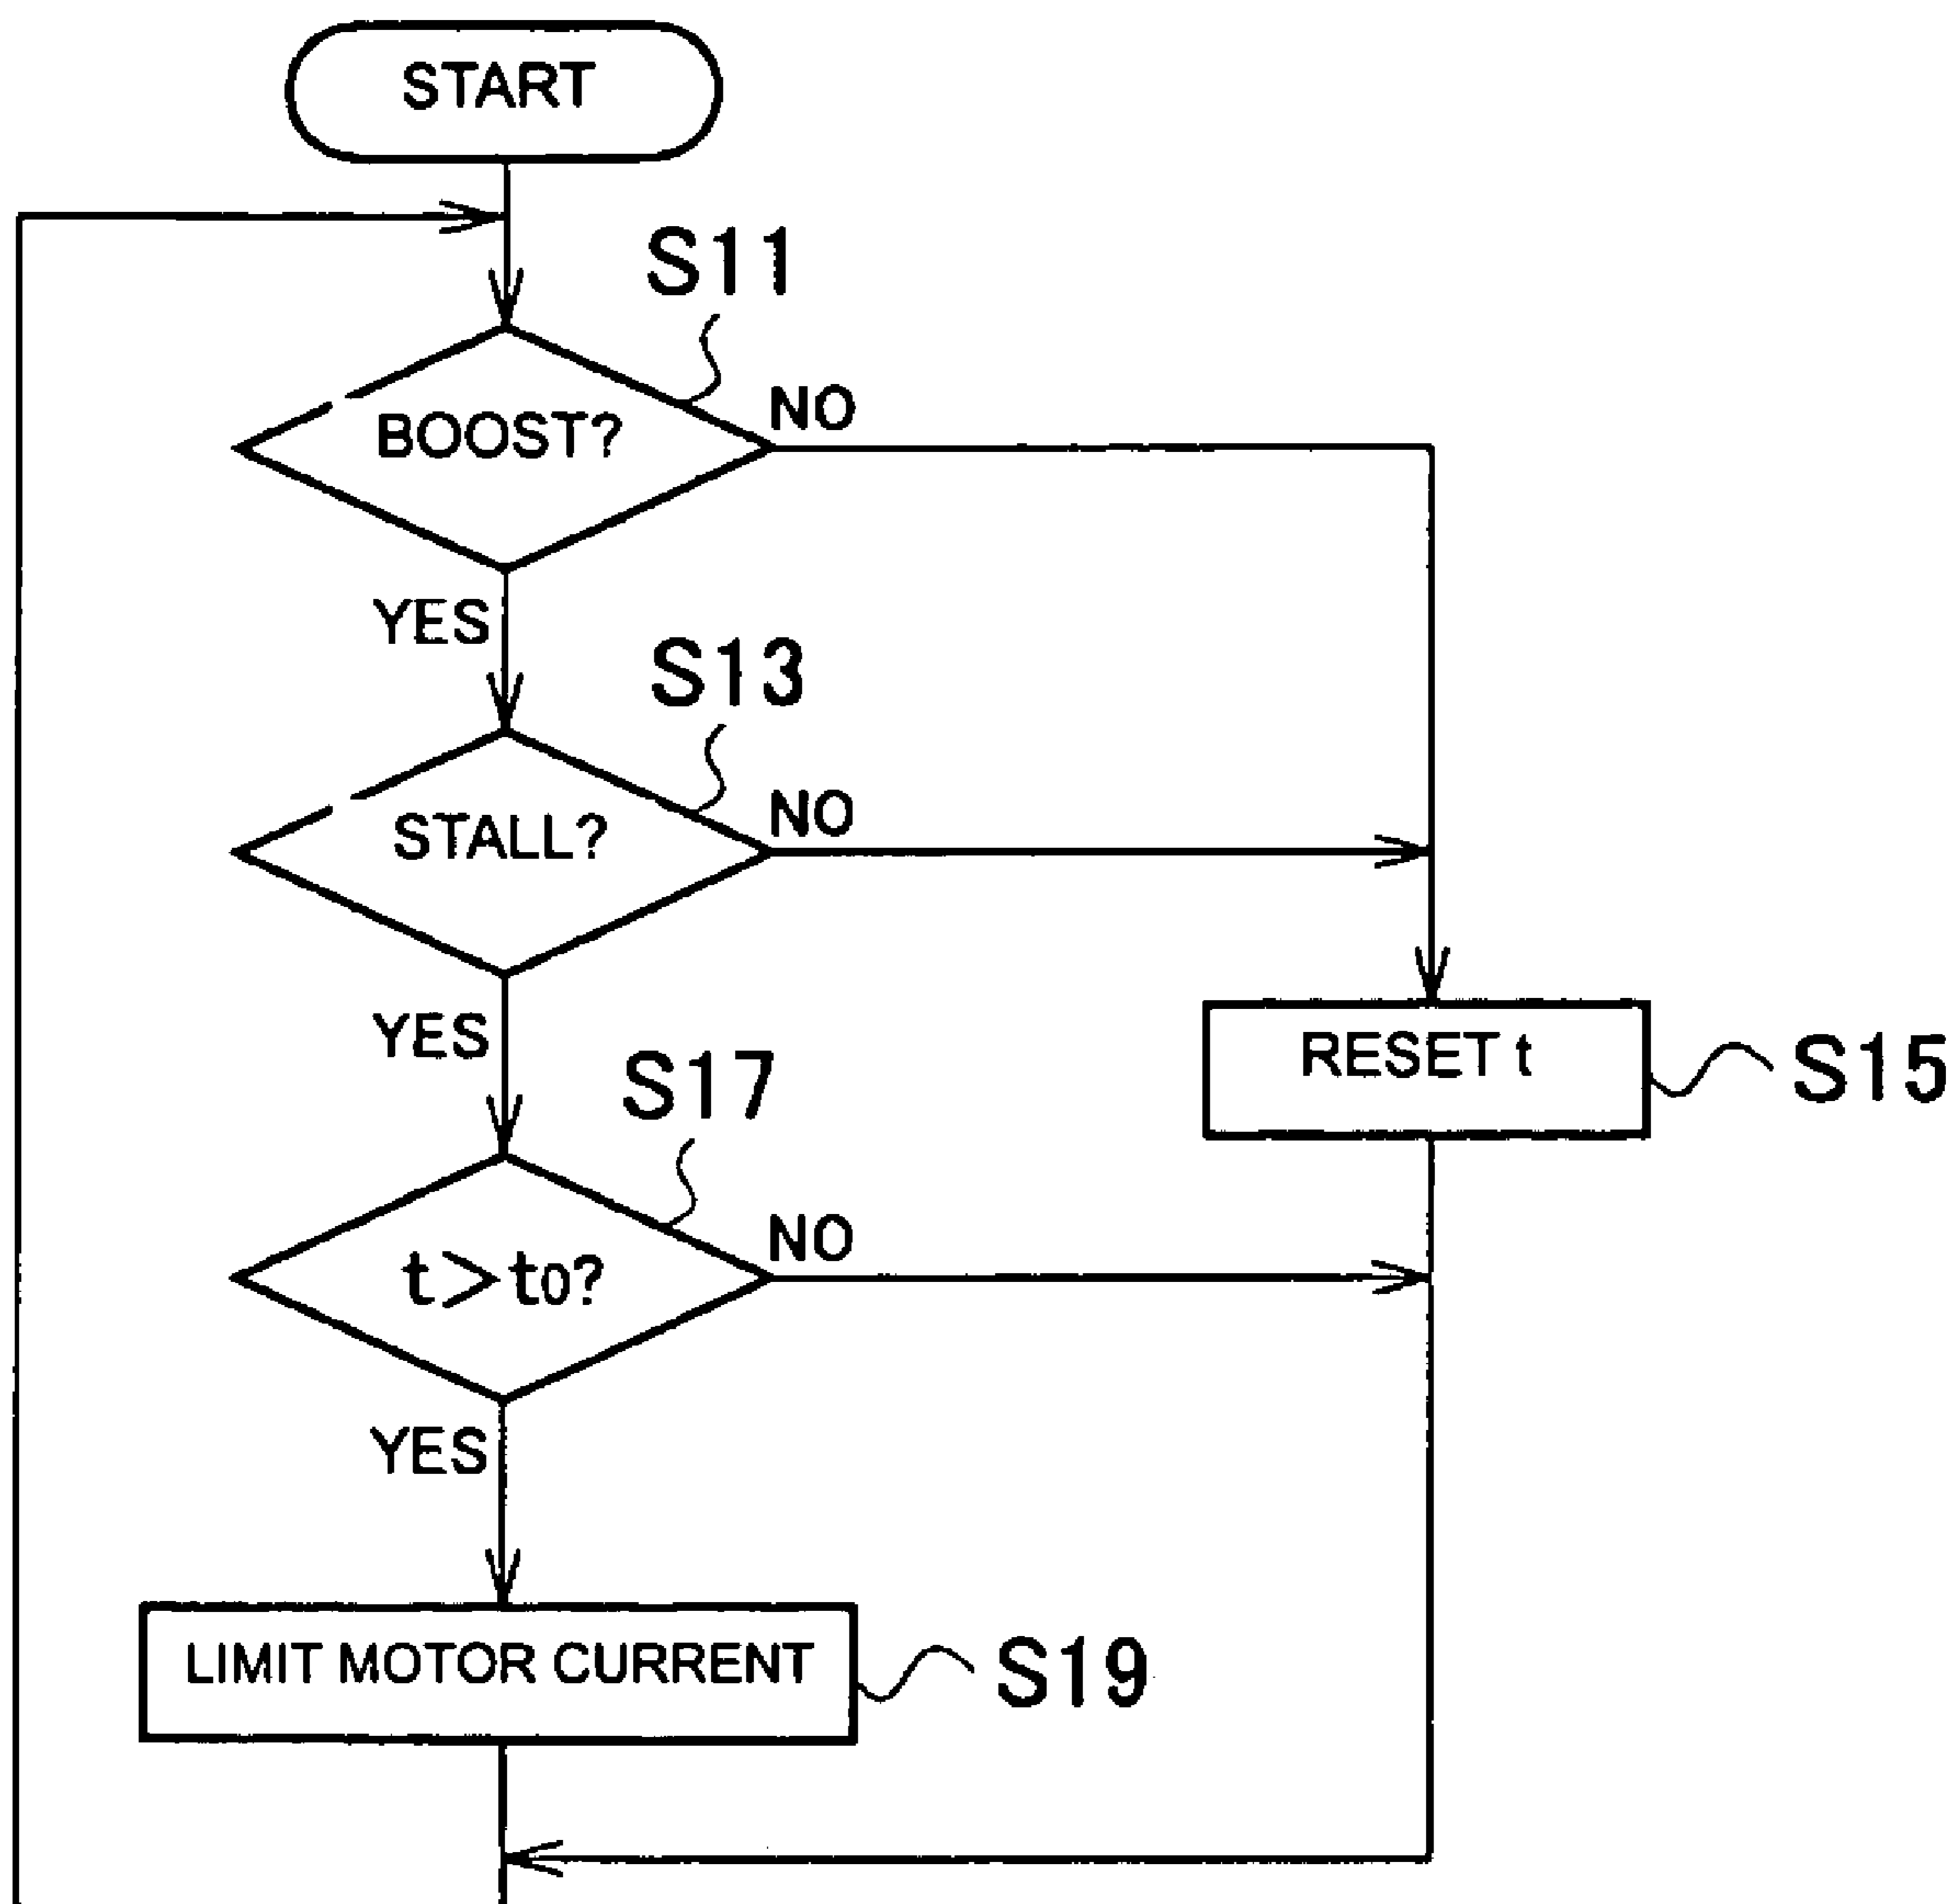 START
S11
BOOST?
NO
YES
S13
STALL?
NO
YES
RESET t
S15
S17
t>t0?
NO
YES
LIMIT MOTOR CURRENT
S19